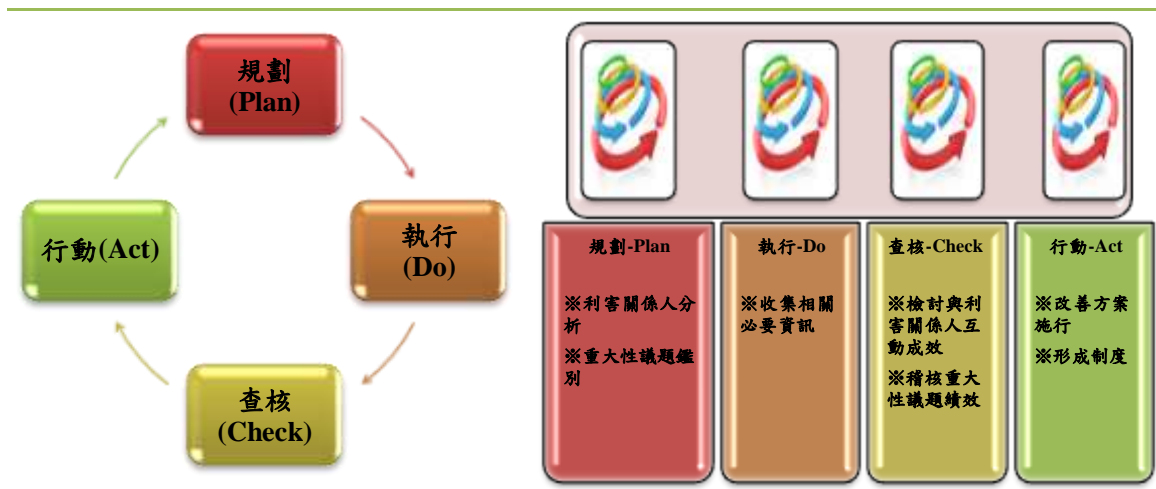 規劃
(Plan)
執行
(Do)
查核
(Check)
行動(Act)
規劃-Plan
※利害關係人分
析
※重大性議題鑑
別
執行-Do
※收集相關
必要資訊
查核-Check
※檢討與利
害關係人互
動成效
※稽核重大
性議題績效
行動-Act
※改善方案
施行
※形成制度